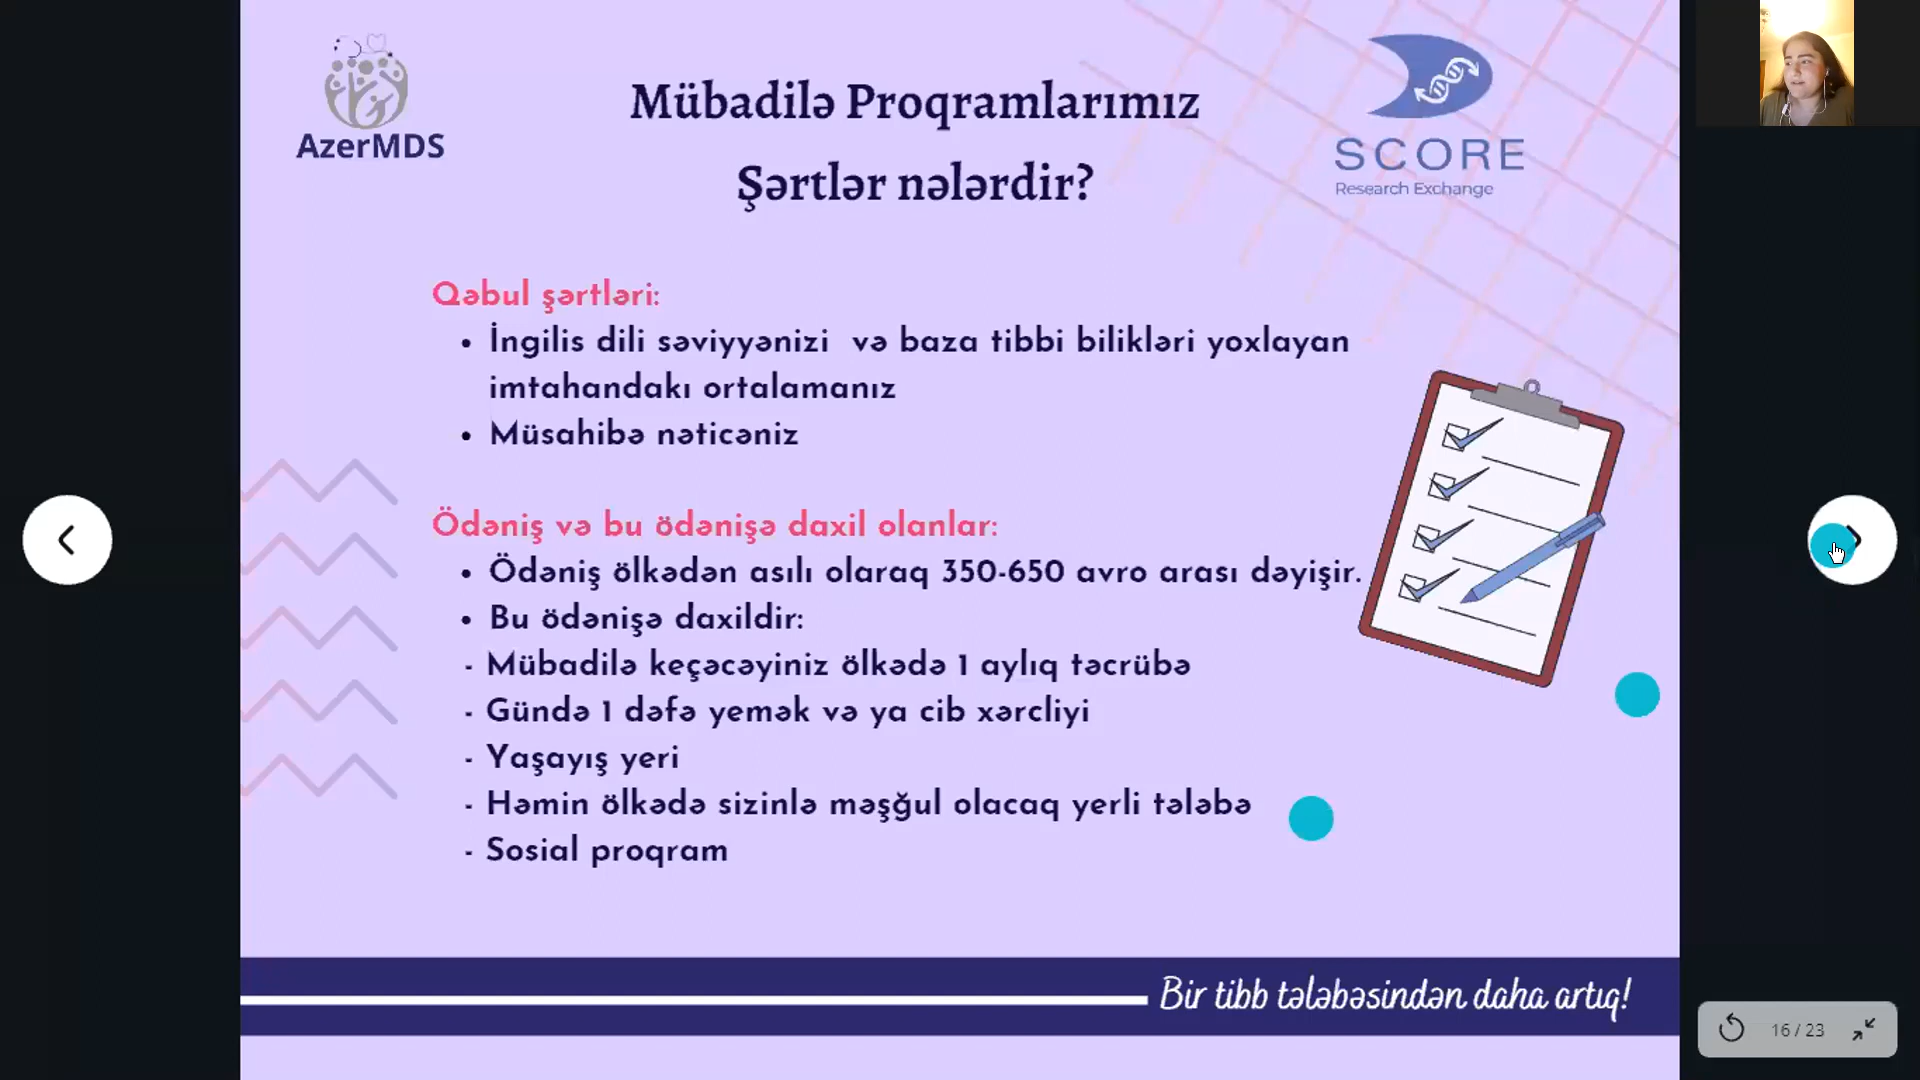 AzerMDS
Mübadilə Proqramlarımız
Şərtlər nələrdir?
SCORE
Research Exchange
Qəbul şərtləri:
• İngilis dili səviyyənizi və baza tibbi bilikləri yoxlayan
imtahandakı ortalamanız
• Müsahibə nəticəniz
Ödəniş və bu ödənişə daxil olanlar:
• Ödəniş ölkədən asılı olaraq 350-650 avro arası dəyişir.
• Bu ödənişə daxildir:
- Mübadilə keçəcəyiniz ölkədə 1 aylıq təcrübə
- Gündə 1 dəfə yemək və ya cib xərcliyi
- Yaşayış yeri
- Həmin ölkədə sizinlə məşğul olacaq yerli tələbə
- Sosial proqram
Bir tibb tələbəsindən daha artıq!
16 / 23